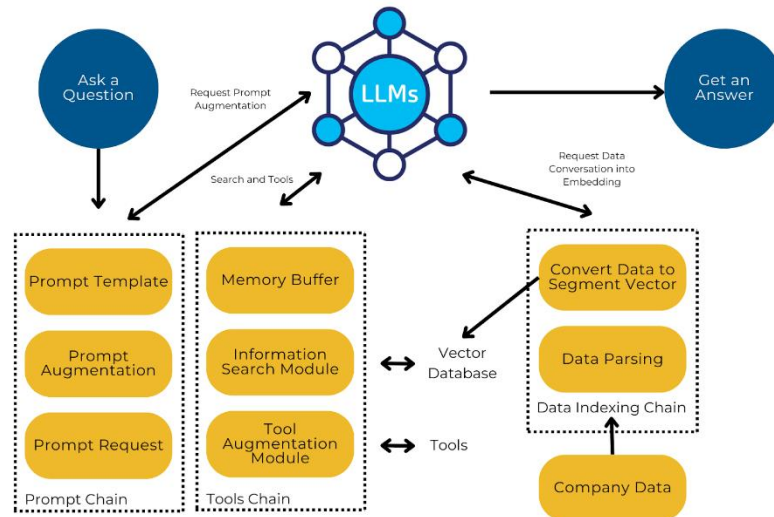 Ask a
Question
Request Prompt
Augmentation
LLMs
Get an
Answer
Search and Tools
Request Data
Conversation into
Embedding
Prompt Template
Prompt
Augmentation
Prompt Request
Prompt Chain
Memory Buffer
Information
Search Module
Tool
Augmentation
Module
Tools Chain
Vector
Database
Tools
Convert Data to
Segment Vector
Data Parsing
Data Indexing Chain
Company Data